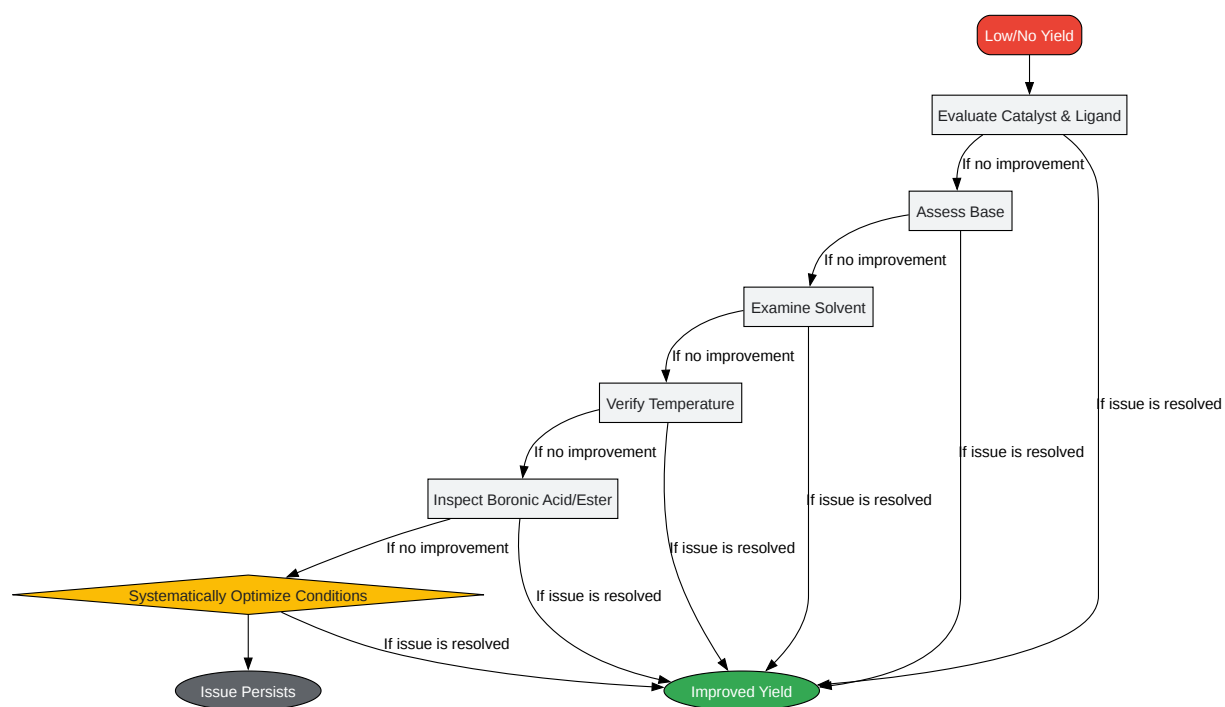 Low/No Yield
Evaluate Catalyst & Ligand
If no improvement
Assess Base
If no improvement
Examine Solvent
If no improvement
Verify Temperature
If issue is resolved
If no improvement
If issue is resolved
Inspect Boronic Acid/Ester
If issue is resolved
If no improvement
If issue is resolved
Systematically Optimize Conditions
If issue is resolved
If issue is resolved
Issue Persists
Improved Yield